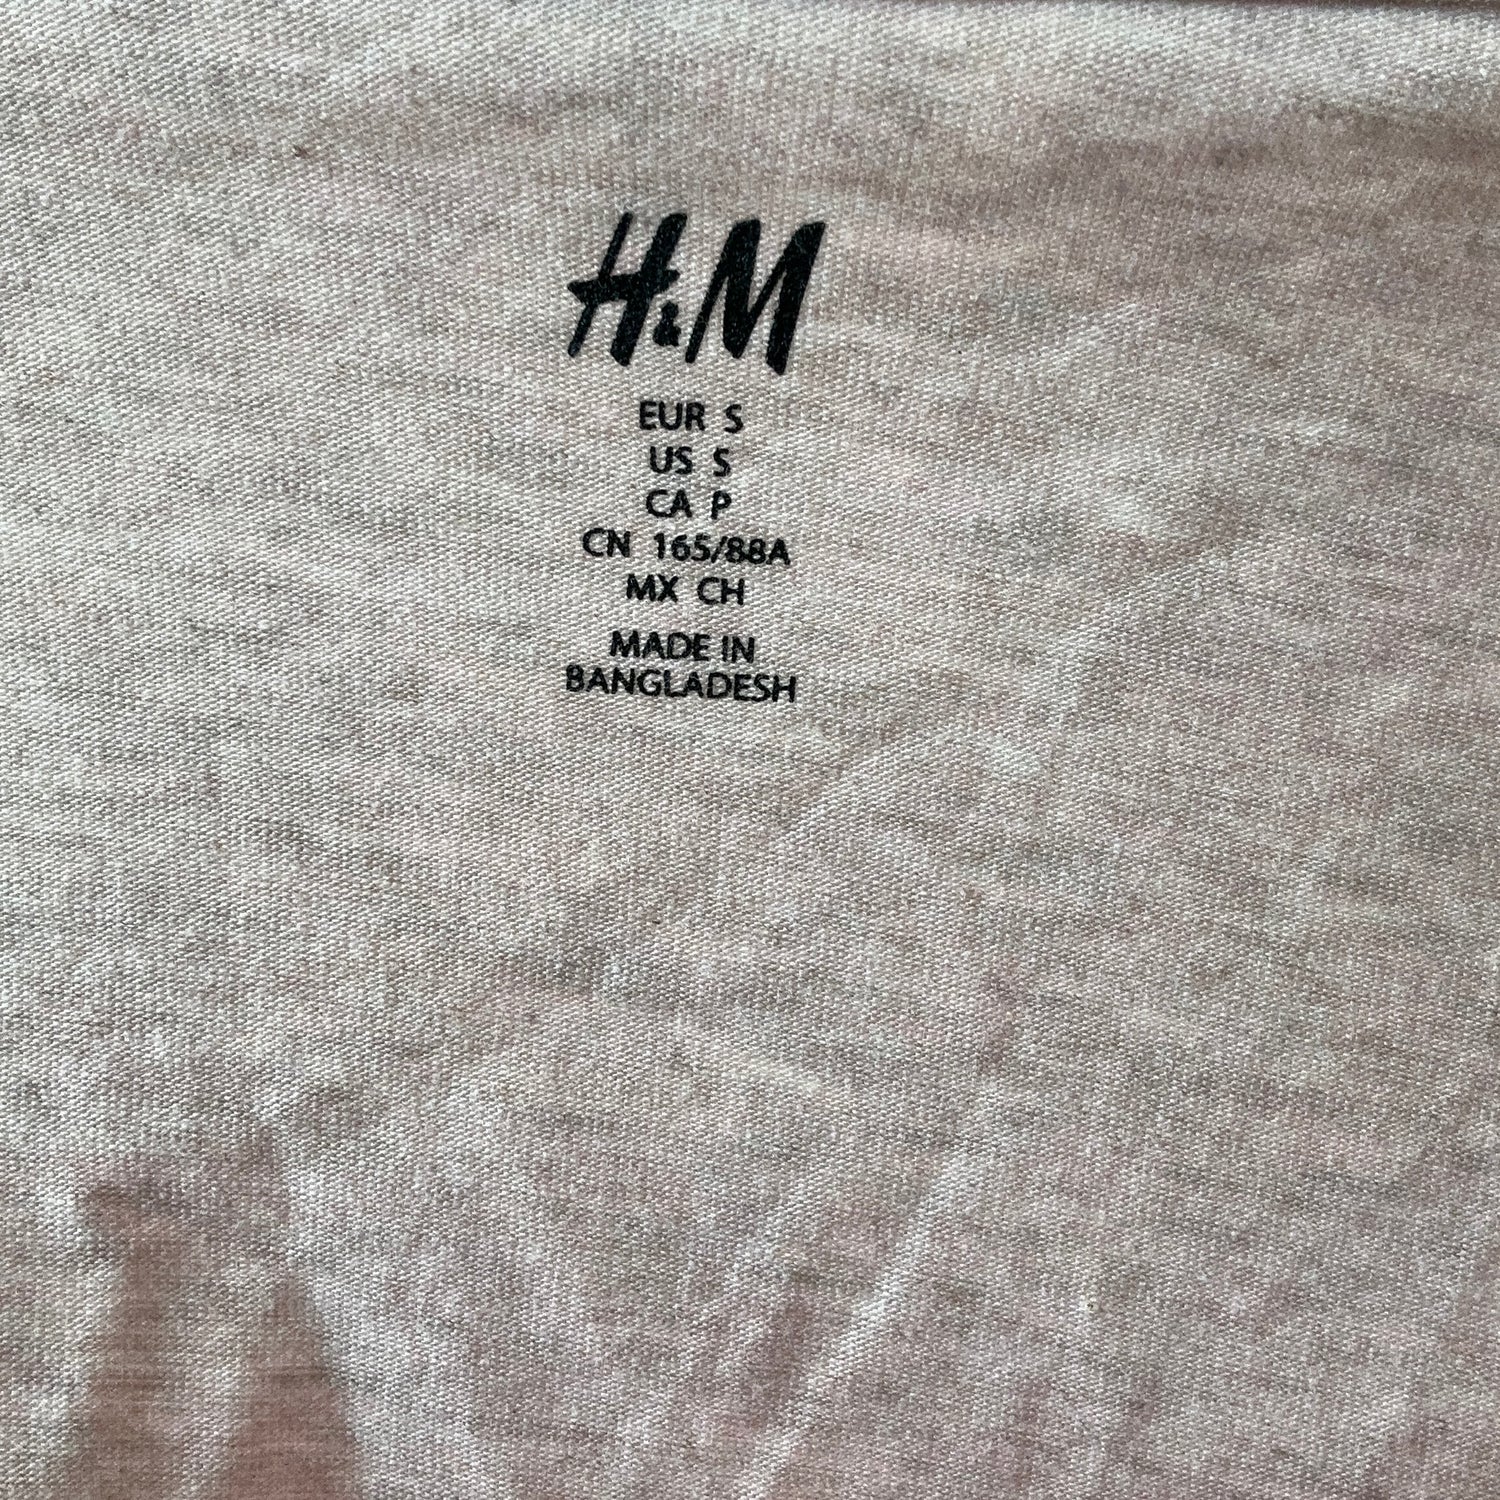 H&M
EUR S
US S
CA P
CN 165/88A
MX CH
MADE IN
BANGLADESH